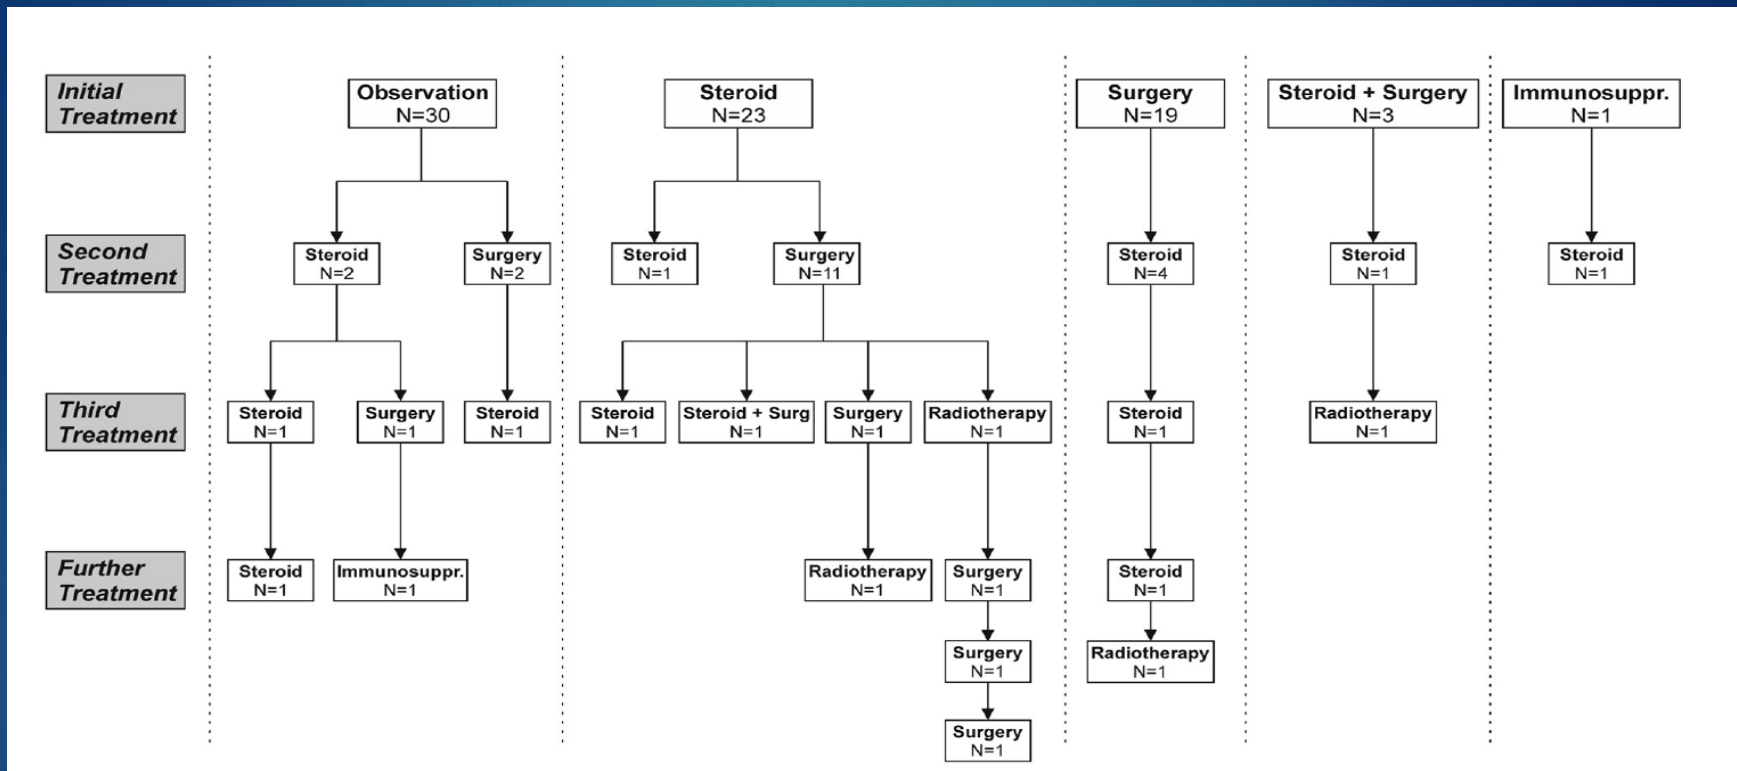 Initial
Treatment
Observation
N=30
Steroid
N=23
Surgery
N=19
Steroid + Surgery
N=3
Immunosuppr.
N=1
Second
Treatment
Steroid
N=2
Surgery
N=2
Steroid
N=1
Surgery
N=11
Steroid
N=4
Steroid
N=1
Steroid
N=1
Third
Treatment
Steroid
N=1
Surgery
N=1
Steroid
N=1
Steroid
N=1
Steroid + Surg
N=1
Surgery
N=1
Radiotherapy
N=1
Steroid
N=1
Radiotherapy
N=1
Further
Treatment
Steroid
N=1
Immunosuppr.
N=1
Radiotherapy
N=1
Surgery
N=1
Steroid
N=1
Surgery
N=1
Radiotherapy
N=1
Surgery
N=1